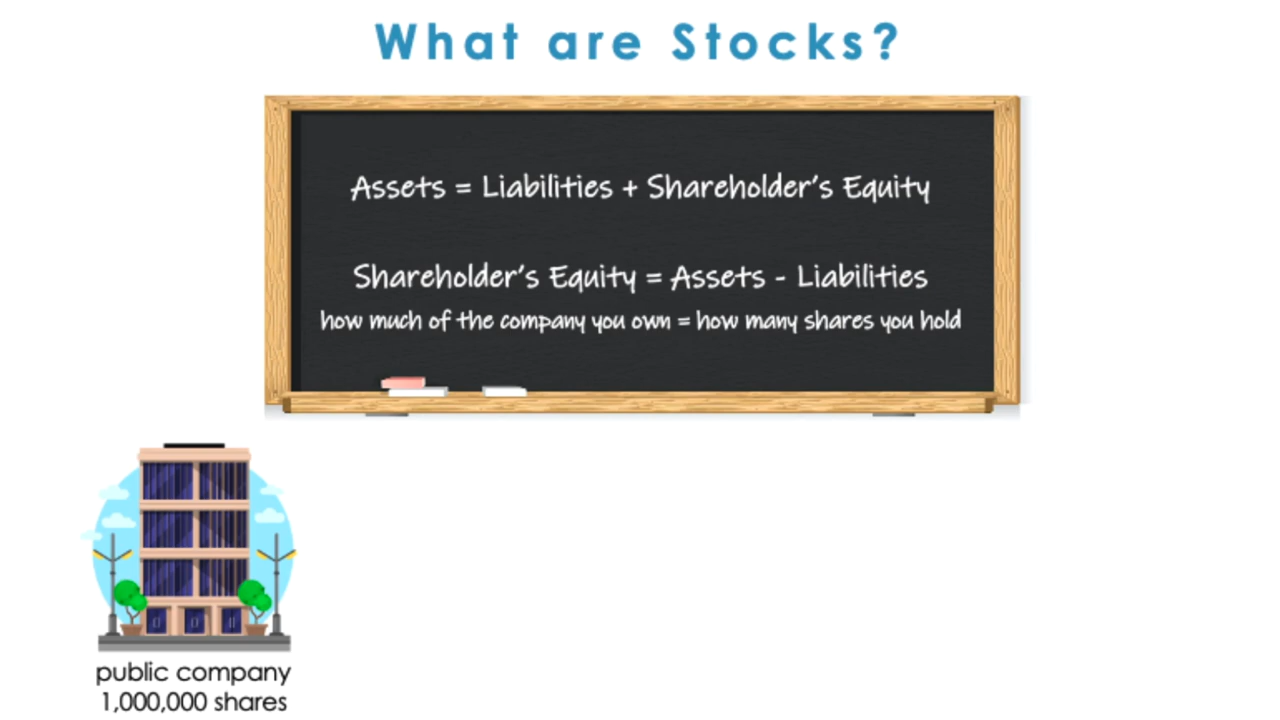 What are Stocks?
Assets = Liabilities + Shareholder's Equity
Shareholder's Equity = Assets - Liabilities
how much of the company you own = how many shares you hold
public company
1,000,000 shares